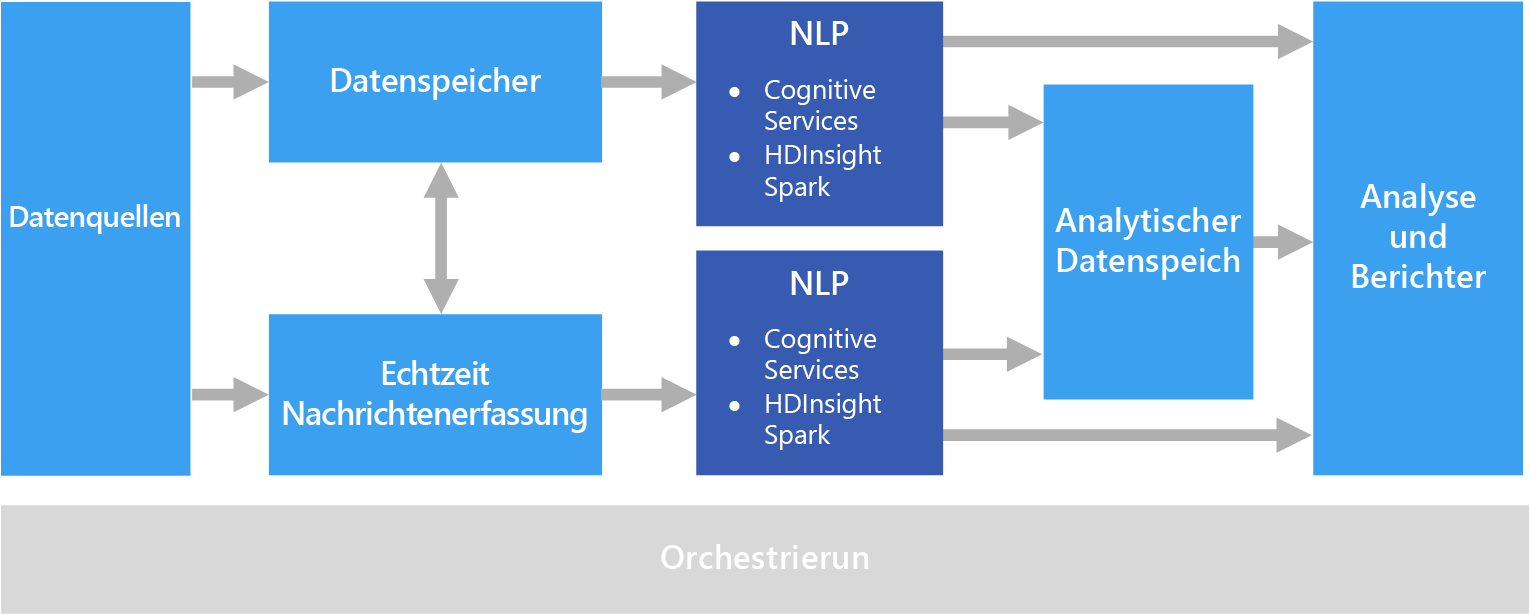 Datenquellen
Datenspeicher
Echtzeit
Nachrichtenerfassung
NLP
● Cognitive
Services
● HDInsight
Spark
NLP
● Cognitive
Services
● HDInsight
Spark
Analytischer
Datenspeich
Analyse
und
Berichter
Orchestrierun